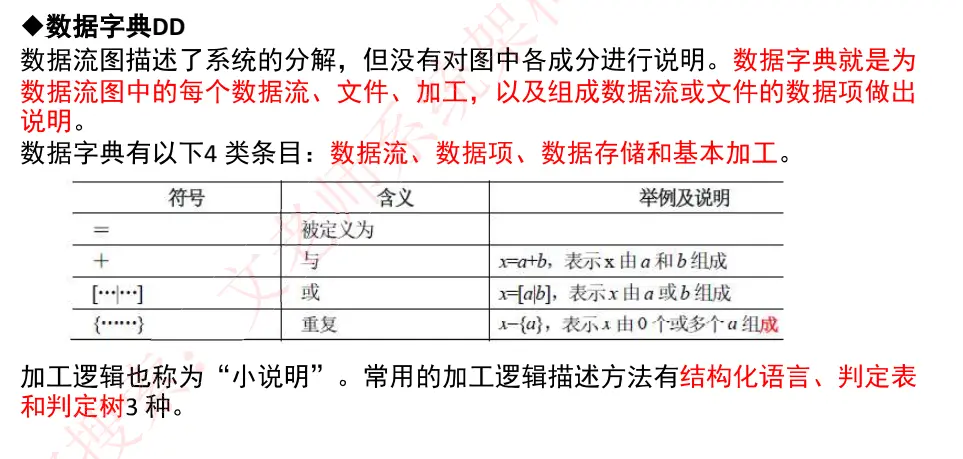 ◆数据字典DD
数据流图描述了系统的分解，但没有对图中各成分进行说明。数据字典就是为
数据流图中的每个数据流、文件、加工，以及组成数据流或文件的数据项做出
说明。
数据字典有以下4 类条目：数据流、数据项、数据存储和基本加工。
符号 含义 举例及说明
= 被定义为
+ 与 x=a+b，表示 x 由 a 和 b 组成
[…|…] 或 x=[a|b]，表示 x 由 a 或 b 组成
{……} 重复 x={a}，表示 x 由 0 个或多个 a 组成
加工逻辑也称为“小说明”。常用的加工逻辑描述方法有结构化语言、判定表
和判定树3 种。
文老师系统架构
搜索：